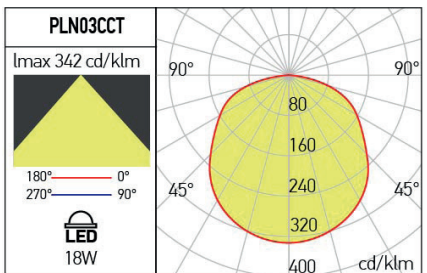 PLN03CCT
Imax 342 cd/klm
180° 0°
270° 90°
LED
18W
90° 90°
80
160
45° 240 45°
320
400 cd/klm